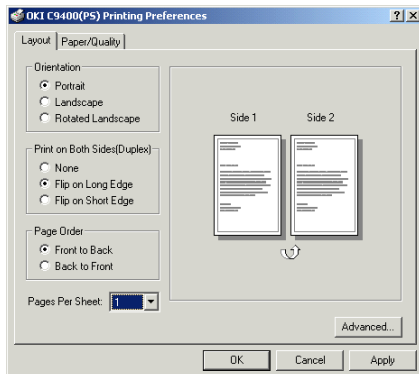 OKI C9400(PS) Printing Preferences
Layout
Paper/Quality
Orientation
Portrait
Landscape
Rotated Landscape
Print on Both Sides(Duplex)
None
Flip on Long Edge
Flip on Short Edge
Page Order
Front to Back
Back to Front
Pages Per Sheet: 1
Side 1 Side 2
Advanced...
OK Cancel Apply